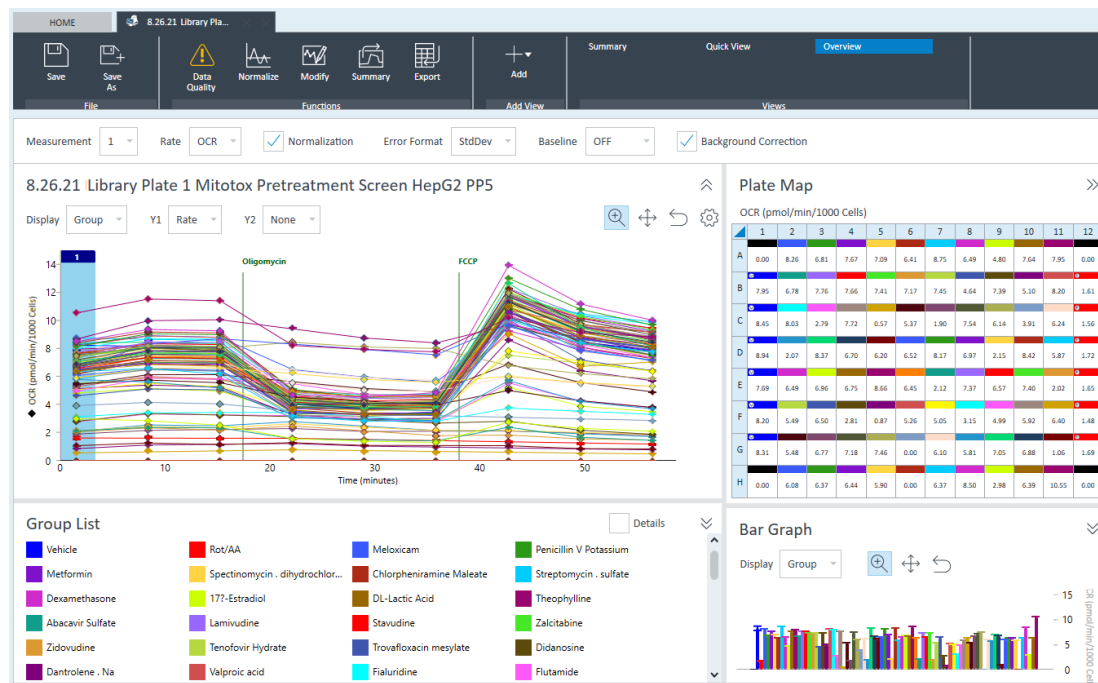 HOME
8.26.21 Library Pla...
Save
Save As
Data Quality
Normalize
Modify
Summary
Export
Add
Summary
Quick View
Overview
File
Functions
Add View
Views
Measurement 1 Rate OCR Normalization Error Format StdDev Baseline OFF Background Correction
8.26.21 Library Plate 1 Mitotox Pretreatment Screen HepG2 PP5
Display Group Y1 Rate Y2 None
1
Oligomycin
FCCP
OCR (pmol/min/1000 Cells)
14
12
10
8
6
4
2
0
0 10 20 30 40 50
Time (minutes)
Plate Map
OCR (pmol/min/1000 Cells)
1 2 3 4 5 6 7 8 9 10 11 12
A 0.00 8.26 6.81 7.67 7.09 6.41 8.75 6.49 4.80 7.64 7.95 0.00
B 7.95 6.78 7.76 7.66 7.41 7.17 7.45 4.64 7.39 5.10 8.20 1.61
C 8.45 8.03 2.79 7.72 0.57 5.37 1.90 7.54 6.14 3.91 6.24 1.56
D 8.94 2.07 8.37 6.70 6.20 6.52 8.17 6.97 2.15 8.42 5.87 1.72
E 7.69 6.49 6.96 6.75 8.66 6.45 2.12 7.37 6.57 7.40 2.02 1.65
F 8.20 5.49 6.50 2.81 0.87 5.26 5.05 3.15 4.99 5.92 6.40 1.48
G 8.31 5.48 6.77 7.18 7.46 0.00 6.10 5.81 7.05 6.88 1.06 1.69
H 0.00 6.08 6.37 6.44 5.90 0.00 6.37 8.50 2.98 6.39 10.55 0.00
Group List
Details
Vehicle Rot/AA Meloxicam Penicillin V Potassium
Metformin Spectinomycin . dihydrochlor... Chlorpheniramine Maleate Streptomycin . sulfate
Dexamethasone 17?-Estradiol DL-Lactic Acid Theophylline
Abacavir Sulfate Lamivudine Stavudine Zalcitabine
Zidovudine Tenofovir Hydrate Trovafloxacin mesylate Didanosine
Dantrolene . Na Valproic acid Fialuridine Flutamide
Bar Graph
Display Group
15
10
5
0